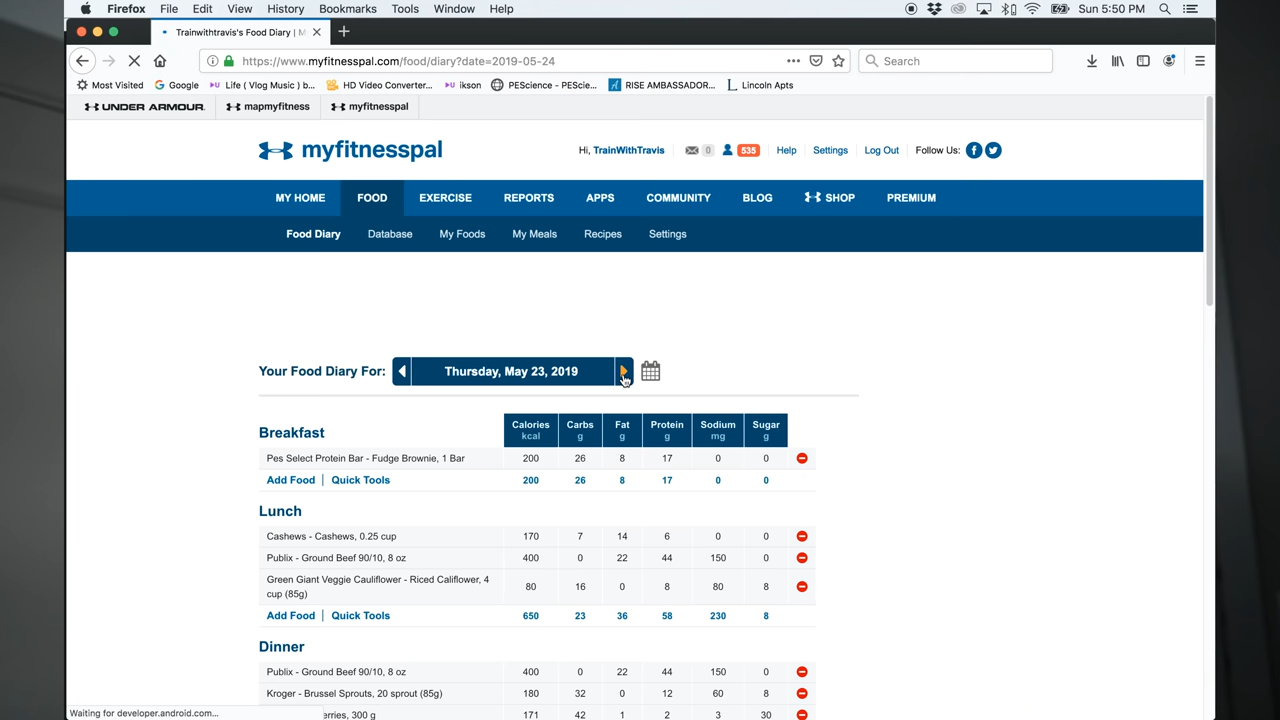 Firefox File Edit View History Bookmarks Tools Window Help Sun 5:50 PM
Trainwithtravis's Food Diary | M
https://www.myfitnesspal.com/food/diary?date=2019-05-24 Search
Most Visited Google Life ( Vlog Music ) b... HD Video Converter... ikson PEScience - PEScie... RISE AMBASSADOR... Lincoln Apts
UNDER ARMOUR. mapmyfitness myfitnesspal
myfitnesspal Hi, TrainWithTravis 0 535 Help Settings Log Out Follow Us:
MY HOME FOOD EXERCISE REPORTS APPS COMMUNITY BLOG SHOP PREMIUM
Food Diary Database My Foods My Meals Recipes Settings
Your Food Diary For: Thursday, May 23, 2019
Calories Carbs Fat Protein Sodium Sugar
Breakfast kcal g g g mg g
Pes Select Protein Bar - Fudge Brownie, 1 Bar 200 26 8 17 0 0
Add Food | Quick Tools 200 26 8 17 0 0
Lunch
Cashews - Cashews, 0.25 cup 170 7 14 6 0 0
Publix - Ground Beef 90/10, 8 oz 400 0 22 44 150 0
Green Giant Veggie Cauliflower - Riced Califlower, 4
cup (85g) 80 16 0 8 80 8
Add Food | Quick Tools 650 23 36 58 230 8
Dinner
Publix - Ground Beef 90/10, 8 oz 400 0 22 44 150 0
Kroger - Brussel Sprouts, 20 sprout (85g) 180 32 0 12 60 8
erries, 300 g 171 42 1 2 3 30
Waiting for developer.android.com...